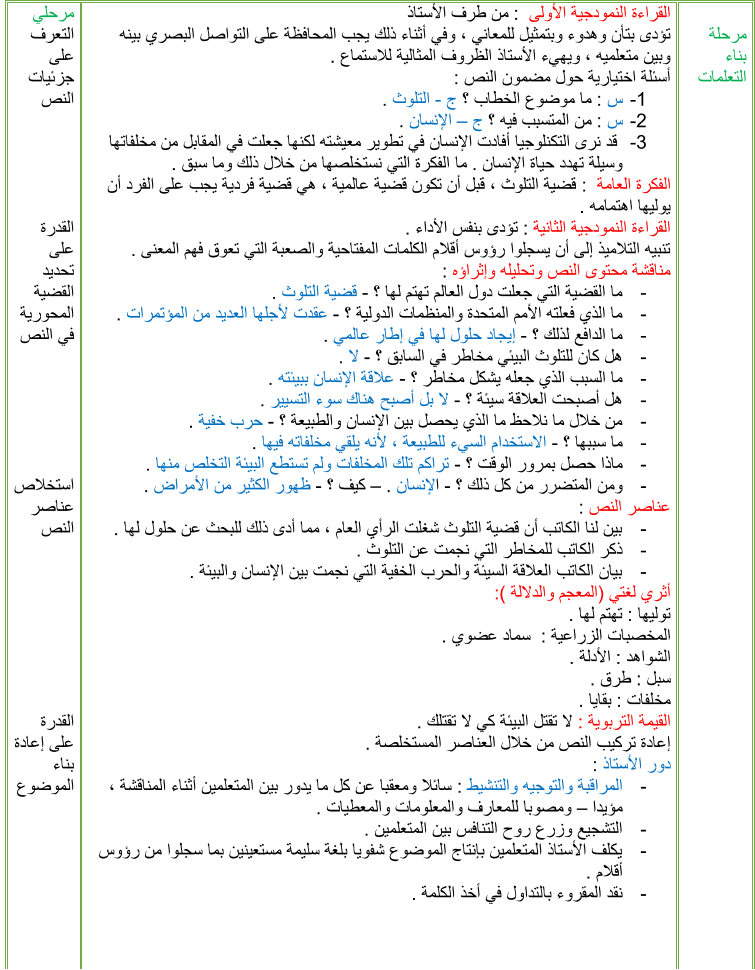 مرحلة
بناء
التعلمات
القراءة النمودجية الأولى : من طرف الأستاذ
تؤدى بتأن وهدوء وبتمثيل للمعاني ، وفي أثناء ذلك يجب المحافظة على التواصل البصري بينه
وبين متعلميه ، ويهيء الأستاذ الظروف المثالية للاستماع .
أسئلة اختيارية حول مضمون النص :
1- س : ما موضوع الخطاب ؟ ج - التلوث .
2- س : من المتسبب فيه ؟ ج – الإنسان .
3- قد نرى التكنلوجيا أفادت الإنسان في تطوير معيشته لكنها جعلت في المقابل من مخلفاتها
وسيلة تهدد حياة الإنسان . ما الفكرة التي نستخلصها من خلال ذلك وما سبق .
الفكرة العامة : قضية التلوث ، قبل أن تكون قضية عالمية ، هي قضية فردية يجب على الفرد أن
يوليها اهتمامه .
القراءة النمودجية الثانية : تؤدى بنفس الأداء .
تنبيه التلاميذ إلى أن يسجلوا رؤوس أقلام الكلمات المفتاحية والصعبة التي تعوق فهم المعنى .
مناقشة محتوى النص وتحليله وإثراؤه :
- ما القضية التي جعلت دول العالم تهتم لها ؟ - قضية التلوث .
- ما الذي فعلته الأمم المتحدة والمنظمات الدولية ؟ - عقدت لأجلها العديد من المؤتمرات .
- ما الدافع لذلك ؟ - إيجاد حلول لها في إطار عالمي .
- هل كان للتلوث البيئي مخاطر في السابق ؟ - لا .
- ما السبب الذي جعله يشكل مخاطر ؟ - علاقة الإنسان ببيئته .
- هل أصبحت العلاقة سيئة ؟ - لا بل أصبح هناك سوء التسيير .
- من خلال ما نلاحظ ما الذي يحصل بين الإنسان والطبيعة ؟ - حرب خفية .
- ما سببها ؟ - الاستخدام السيء للطبيعة ، لأنه يلقي مخلفاته فيها .
- ماذا حصل بمرور الوقت ؟ - تراكم تلك المخلفات ولم تستطع البيئة التخلص منها .
- ومن المتضرر من كل ذلك ؟ - الإنسان . – كيف ؟ - ظهور الكثير من الأمراض .
عناصر النص :
- بين لنا الكاتب أن قضية التلوث شغلت الرأي العام ، مما أدى ذلك للبحث عن حلول لها .
- ذكر الكاتب للمخاطر التي نجمت عن التلوث .
- بيان الكاتب العلاقة السيئة والحرب الخفية التي نجمت بين الإنسان والبيئة .
أثري لغتي (المعجم والدلالة ):
توليها : تهتم لها .
المخصبات الزراعية : سماد عضوي .
الشواهد : الأدلة .
سبل : طرق .
مخلفات : بقايا .
القيمة التربوية : لا تقتل البيئة كي لا تقتلك .
إعادة تركيب النص من خلال العناصر المستخلصة .
دور الأستاذ :
- المراقبة والتوجيه والتنشيط : سائلا ومعقبا عن كل ما يدور بين المتعلمين أثناء المناقشة ،
مؤيدا – ومصوبا للمعارف والمعلومات والمعطيات .
- التشجيع وزرع روح التنافس بين المتعلمين .
- يكلف الأستاذ المتعلمين بإنتاج الموضوع شفويا بلغة سليمة مستعينين بما سجلوا من رؤوس
أقلام .
- نقد المقروء بالتداول في أخذ الكلمة .
مرحلي
التعرف
على
جزئيات
النص
القدرة
على
تحديد
القضية
المحورية
في النص
استخلاص
عناصر
النص
القدرة
على إعادة
بناء
الموضوع